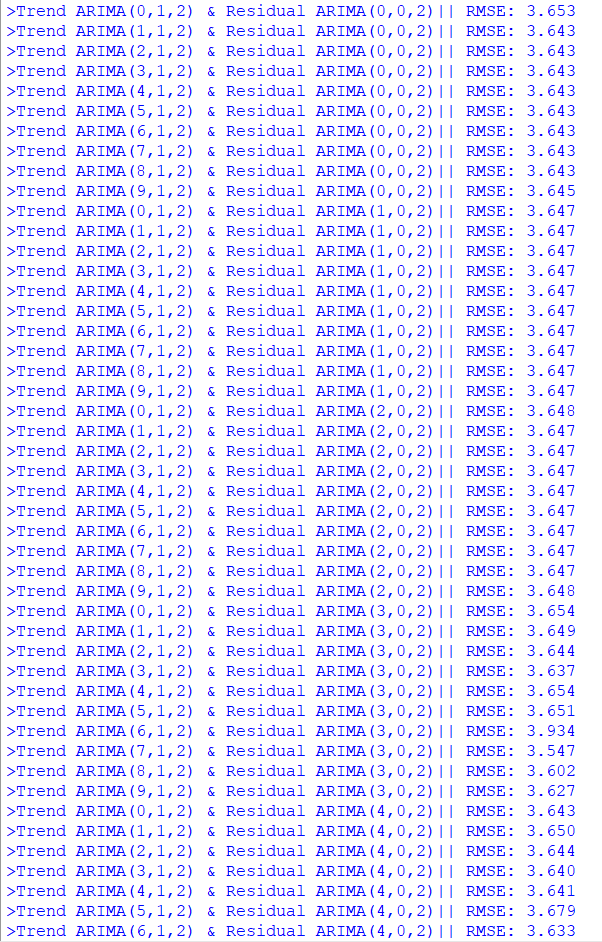 >Trend ARIMA(0,1,2) & Residual ARIMA(0,0,2)|| RMSE: 3.653
>Trend ARIMA(1,1,2) & Residual ARIMA(0,0,2)|| RMSE: 3.643
>Trend ARIMA(2,1,2) & Residual ARIMA(0,0,2)|| RMSE: 3.643
>Trend ARIMA(3,1,2) & Residual ARIMA(0,0,2)|| RMSE: 3.643
>Trend ARIMA(4,1,2) & Residual ARIMA(0,0,2)|| RMSE: 3.643
>Trend ARIMA(5,1,2) & Residual ARIMA(0,0,2)|| RMSE: 3.643
>Trend ARIMA(6,1,2) & Residual ARIMA(0,0,2)|| RMSE: 3.643
>Trend ARIMA(7,1,2) & Residual ARIMA(0,0,2)|| RMSE: 3.643
>Trend ARIMA(8,1,2) & Residual ARIMA(0,0,2)|| RMSE: 3.643
>Trend ARIMA(9,1,2) & Residual ARIMA(0,0,2)|| RMSE: 3.645
>Trend ARIMA(0,1,2) & Residual ARIMA(1,0,2)|| RMSE: 3.647
>Trend ARIMA(1,1,2) & Residual ARIMA(1,0,2)|| RMSE: 3.647
>Trend ARIMA(2,1,2) & Residual ARIMA(1,0,2)|| RMSE: 3.647
>Trend ARIMA(3,1,2) & Residual ARIMA(1,0,2)|| RMSE: 3.647
>Trend ARIMA(4,1,2) & Residual ARIMA(1,0,2)|| RMSE: 3.647
>Trend ARIMA(5,1,2) & Residual ARIMA(1,0,2)|| RMSE: 3.647
>Trend ARIMA(6,1,2) & Residual ARIMA(1,0,2)|| RMSE: 3.647
>Trend ARIMA(7,1,2) & Residual ARIMA(1,0,2)|| RMSE: 3.647
>Trend ARIMA(8,1,2) & Residual ARIMA(1,0,2)|| RMSE: 3.647
>Trend ARIMA(9,1,2) & Residual ARIMA(1,0,2)|| RMSE: 3.647
>Trend ARIMA(0,1,2) & Residual ARIMA(2,0,2)|| RMSE: 3.648
>Trend ARIMA(1,1,2) & Residual ARIMA(2,0,2)|| RMSE: 3.647
>Trend ARIMA(2,1,2) & Residual ARIMA(2,0,2)|| RMSE: 3.647
>Trend ARIMA(3,1,2) & Residual ARIMA(2,0,2)|| RMSE: 3.647
>Trend ARIMA(4,1,2) & Residual ARIMA(2,0,2)|| RMSE: 3.647
>Trend ARIMA(5,1,2) & Residual ARIMA(2,0,2)|| RMSE: 3.647
>Trend ARIMA(6,1,2) & Residual ARIMA(2,0,2)|| RMSE: 3.647
>Trend ARIMA(7,1,2) & Residual ARIMA(2,0,2)|| RMSE: 3.647
>Trend ARIMA(8,1,2) & Residual ARIMA(2,0,2)|| RMSE: 3.647
>Trend ARIMA(9,1,2) & Residual ARIMA(2,0,2)|| RMSE: 3.648
>Trend ARIMA(0,1,2) & Residual ARIMA(3,0,2)|| RMSE: 3.654
>Trend ARIMA(1,1,2) & Residual ARIMA(3,0,2)|| RMSE: 3.649
>Trend ARIMA(2,1,2) & Residual ARIMA(3,0,2)|| RMSE: 3.644
>Trend ARIMA(3,1,2) & Residual ARIMA(3,0,2)|| RMSE: 3.637
>Trend ARIMA(4,1,2) & Residual ARIMA(3,0,2)|| RMSE: 3.654
>Trend ARIMA(5,1,2) & Residual ARIMA(3,0,2)|| RMSE: 3.651
>Trend ARIMA(6,1,2) & Residual ARIMA(3,0,2)|| RMSE: 3.934
>Trend ARIMA(7,1,2) & Residual ARIMA(3,0,2)|| RMSE: 3.547
>Trend ARIMA(8,1,2) & Residual ARIMA(3,0,2)|| RMSE: 3.602
>Trend ARIMA(9,1,2) & Residual ARIMA(3,0,2)|| RMSE: 3.627
>Trend ARIMA(0,1,2) & Residual ARIMA(4,0,2)|| RMSE: 3.643
>Trend ARIMA(1,1,2) & Residual ARIMA(4,0,2)|| RMSE: 3.650
>Trend ARIMA(2,1,2) & Residual ARIMA(4,0,2)|| RMSE: 3.644
>Trend ARIMA(3,1,2) & Residual ARIMA(4,0,2)|| RMSE: 3.640
>Trend ARIMA(4,1,2) & Residual ARIMA(4,0,2)|| RMSE: 3.641
>Trend ARIMA(5,1,2) & Residual ARIMA(4,0,2)|| RMSE: 3.679
>Trend ARIMA(6,1,2) & Residual ARIMA(4,0,2)|| RMSE: 3.633